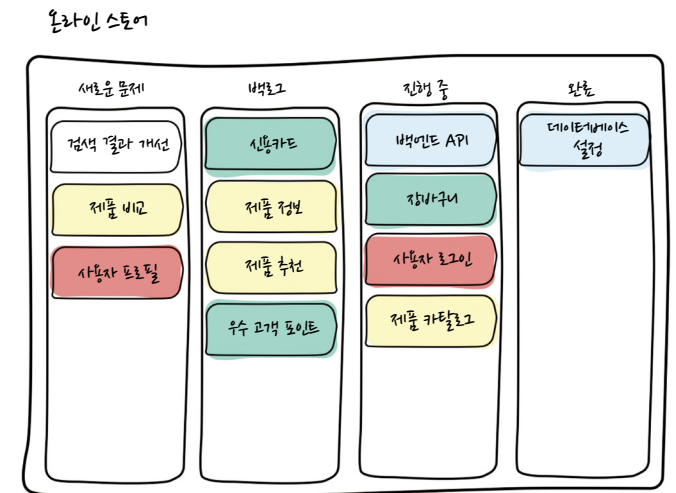 온라인 스토어
새로운 문제
검색 결과 개선
제품 비교
사용자 프로필
백로그
신용카드
제품 정보
제품 추천
우수 고객 포인트
진행 중
백엔드 API
장바구니
사용자 로그인
제품 카탈로그
완료
데이터베이스
설정